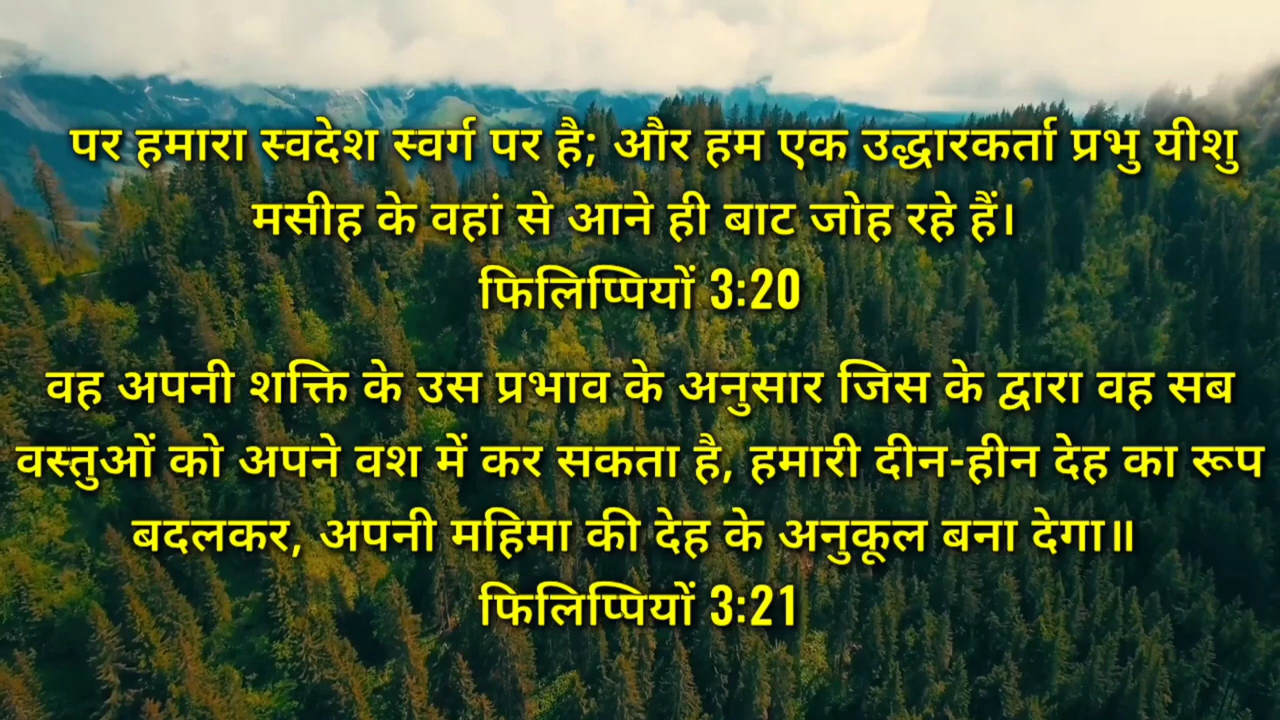 पर हमारा स्वदेश स्वर्ग पर है; और हम एक उद्धारकर्ता प्रभु यीशु
मसीह के वहां से आने ही बाट जोह रहे हैं।
फिलिप्पियों 3:20
वह अपनी शक्ति के उस प्रभाव के अनुसार जिस के द्वारा वह सब
वस्तुओं को अपने वश में कर सकता है, हमारी दीन-हीन देह का रूप
बदलकर, अपनी महिमा की देह के अनुकूल बना देगा॥
फिलिप्पियों 3:21